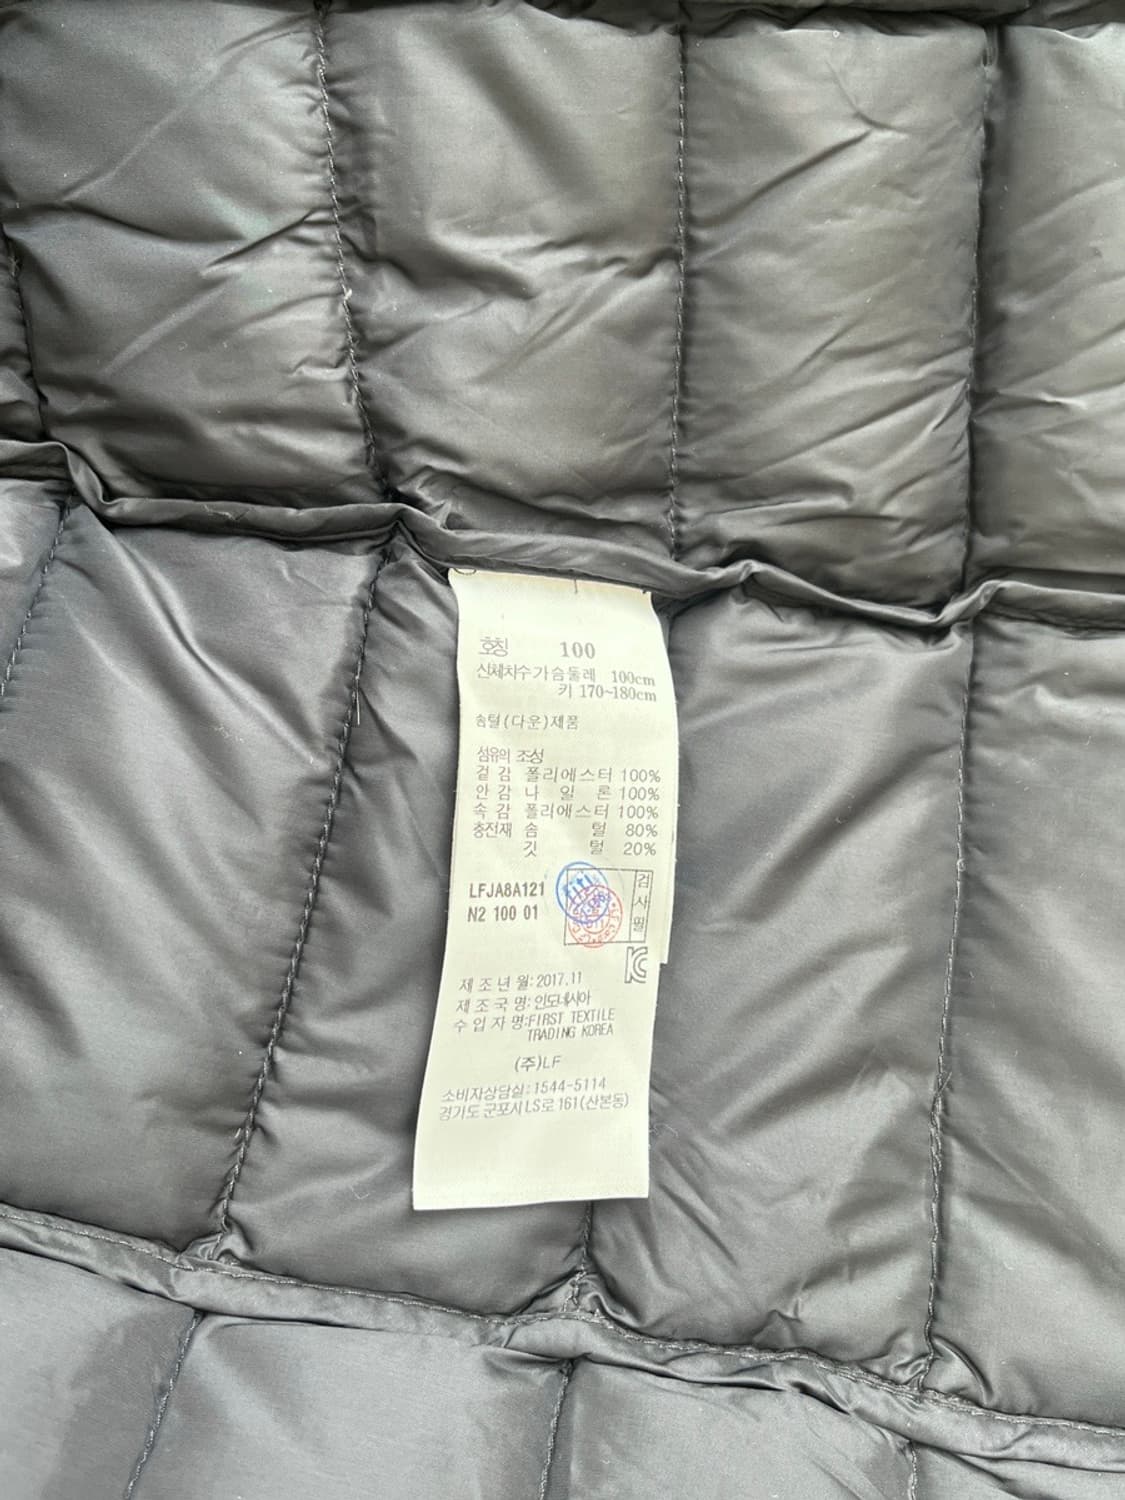 호칭 100
신체치수 가슴둘레 100cm
키 170~180cm
솜털(다운)제품
섬유의 조성
겉감 폴리에스터 100%
안감 나일론 100%
속감 폴리에스터 100%
충전재 솜털 80%
깃털 20%
LFJA8A121
N2 100 01
검사필
fiti
KC
제조년월: 2017.11
제조국명: 인도네시아
수입자명:FIRST TEXTILE
TRADING KOREA
(주)LF
소비자상담실:1544-5114
경기도 군포시 LS로 161(산본동)